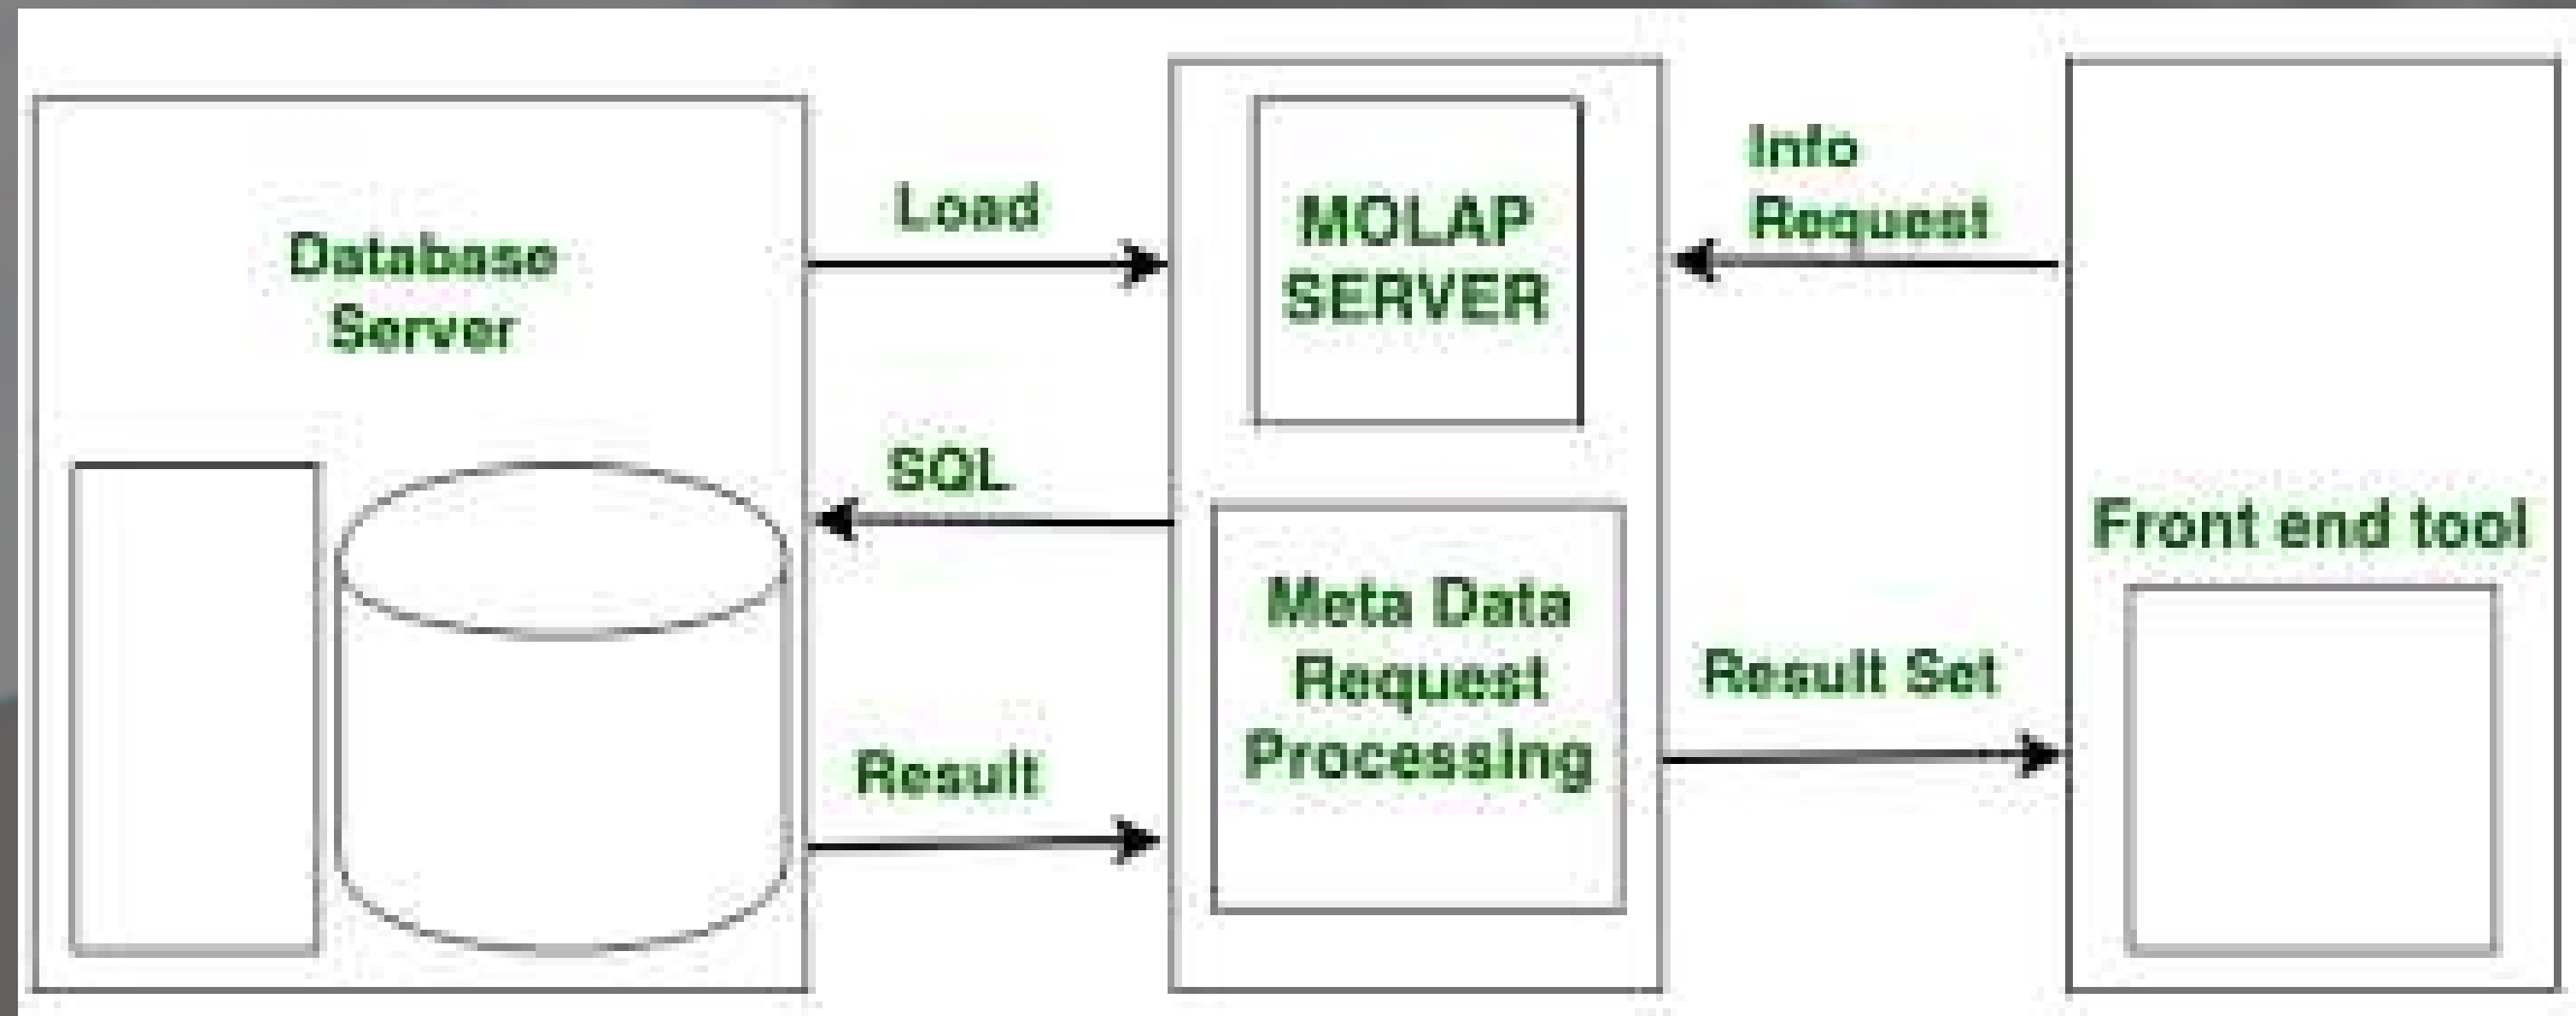 Database
Server
Load
SQL
Result
MOLAP
SERVER
Meta Data
Request
Processing
Info
Request
Result Set
Front end tool